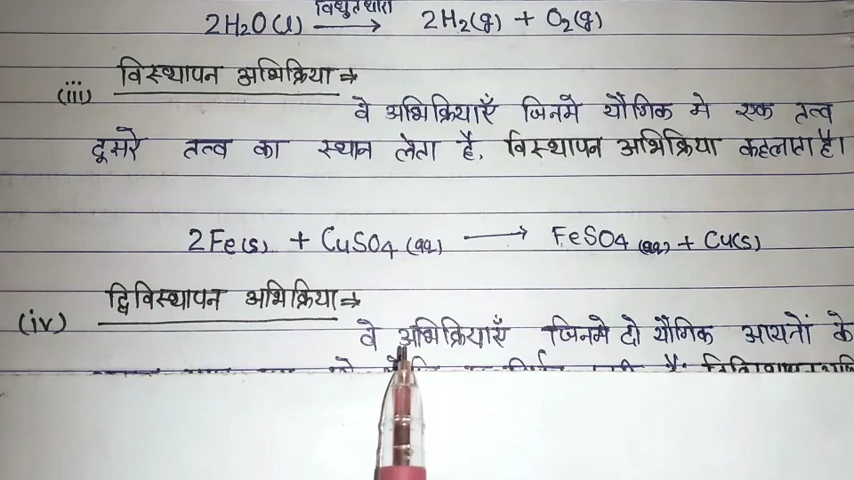 विद्युतधारा
2H₂O(l) ⟶ 2H₂(g) + O₂(g)
(iii) विस्थापन अभिक्रिया ⇒
वे अभिक्रियाएँ जिनमे यौगिक मे एक तत्व
दूसरे तत्व का स्थान लेता है, विस्थापन अभिक्रिया कहलाता है।
2Fe(s) + CuSO4 (aq) ⟶ FeSO4 (aq) + Cu(s)
(iv) द्विविस्थापन अभिक्रिया ⇒
वे अभिक्रियाएँ जिनमे दो यौगिक आयनों के